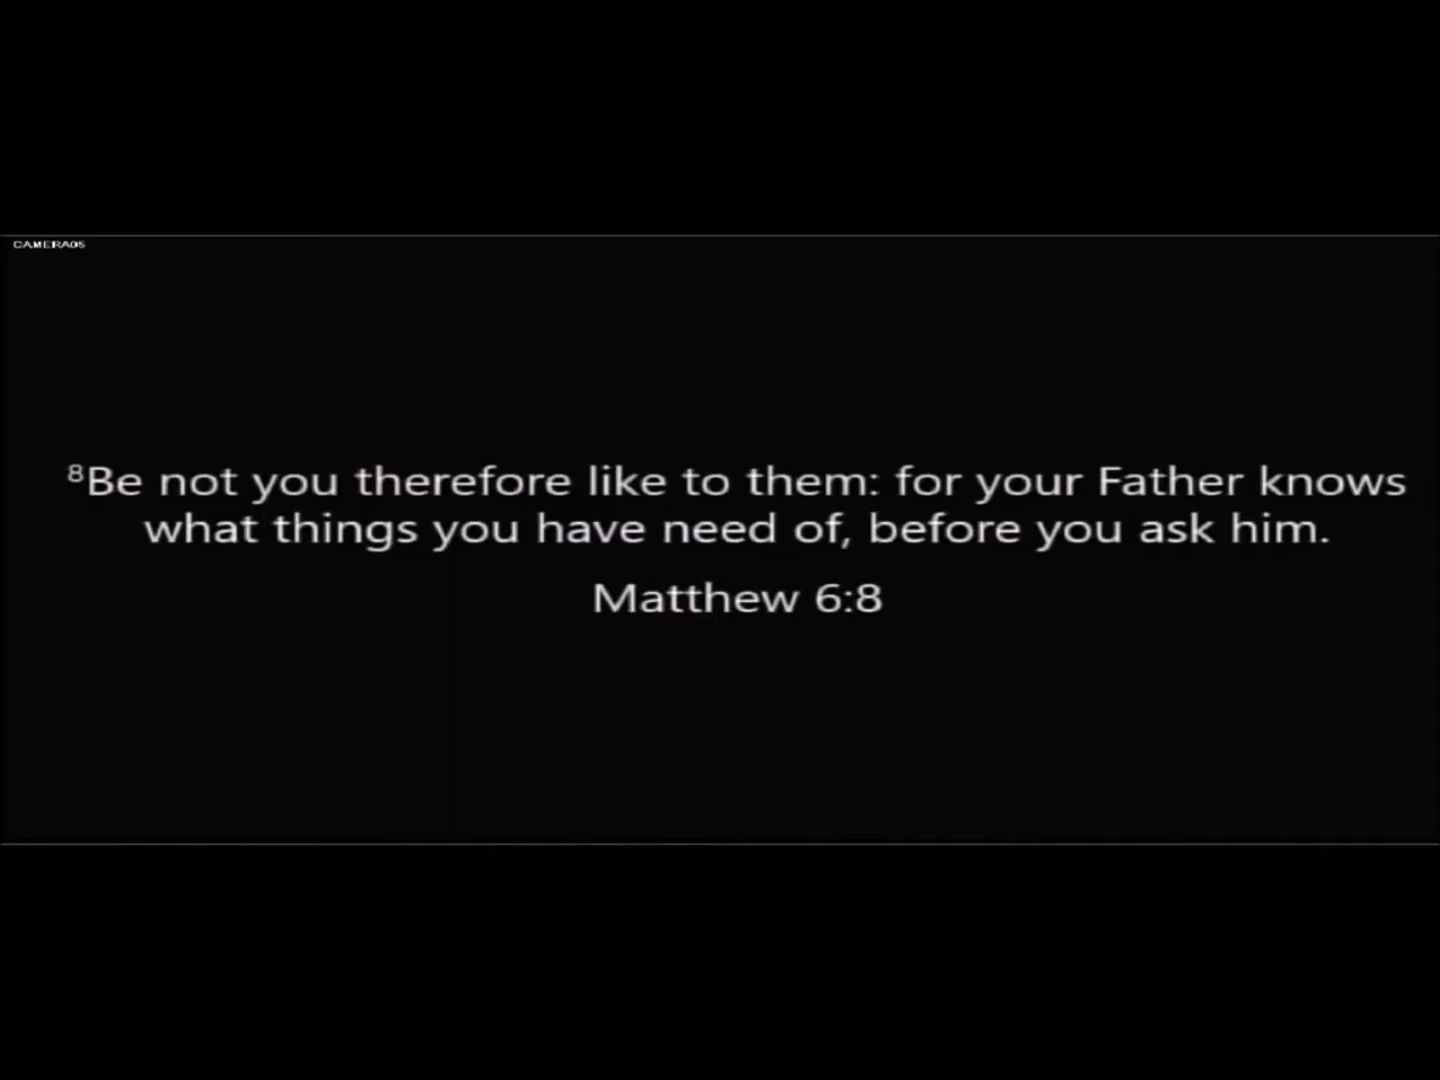 CAMERA05
⁸Be not you therefore like to them: for your Father knows
what things you have need of, before you ask him.
Matthew 6:8